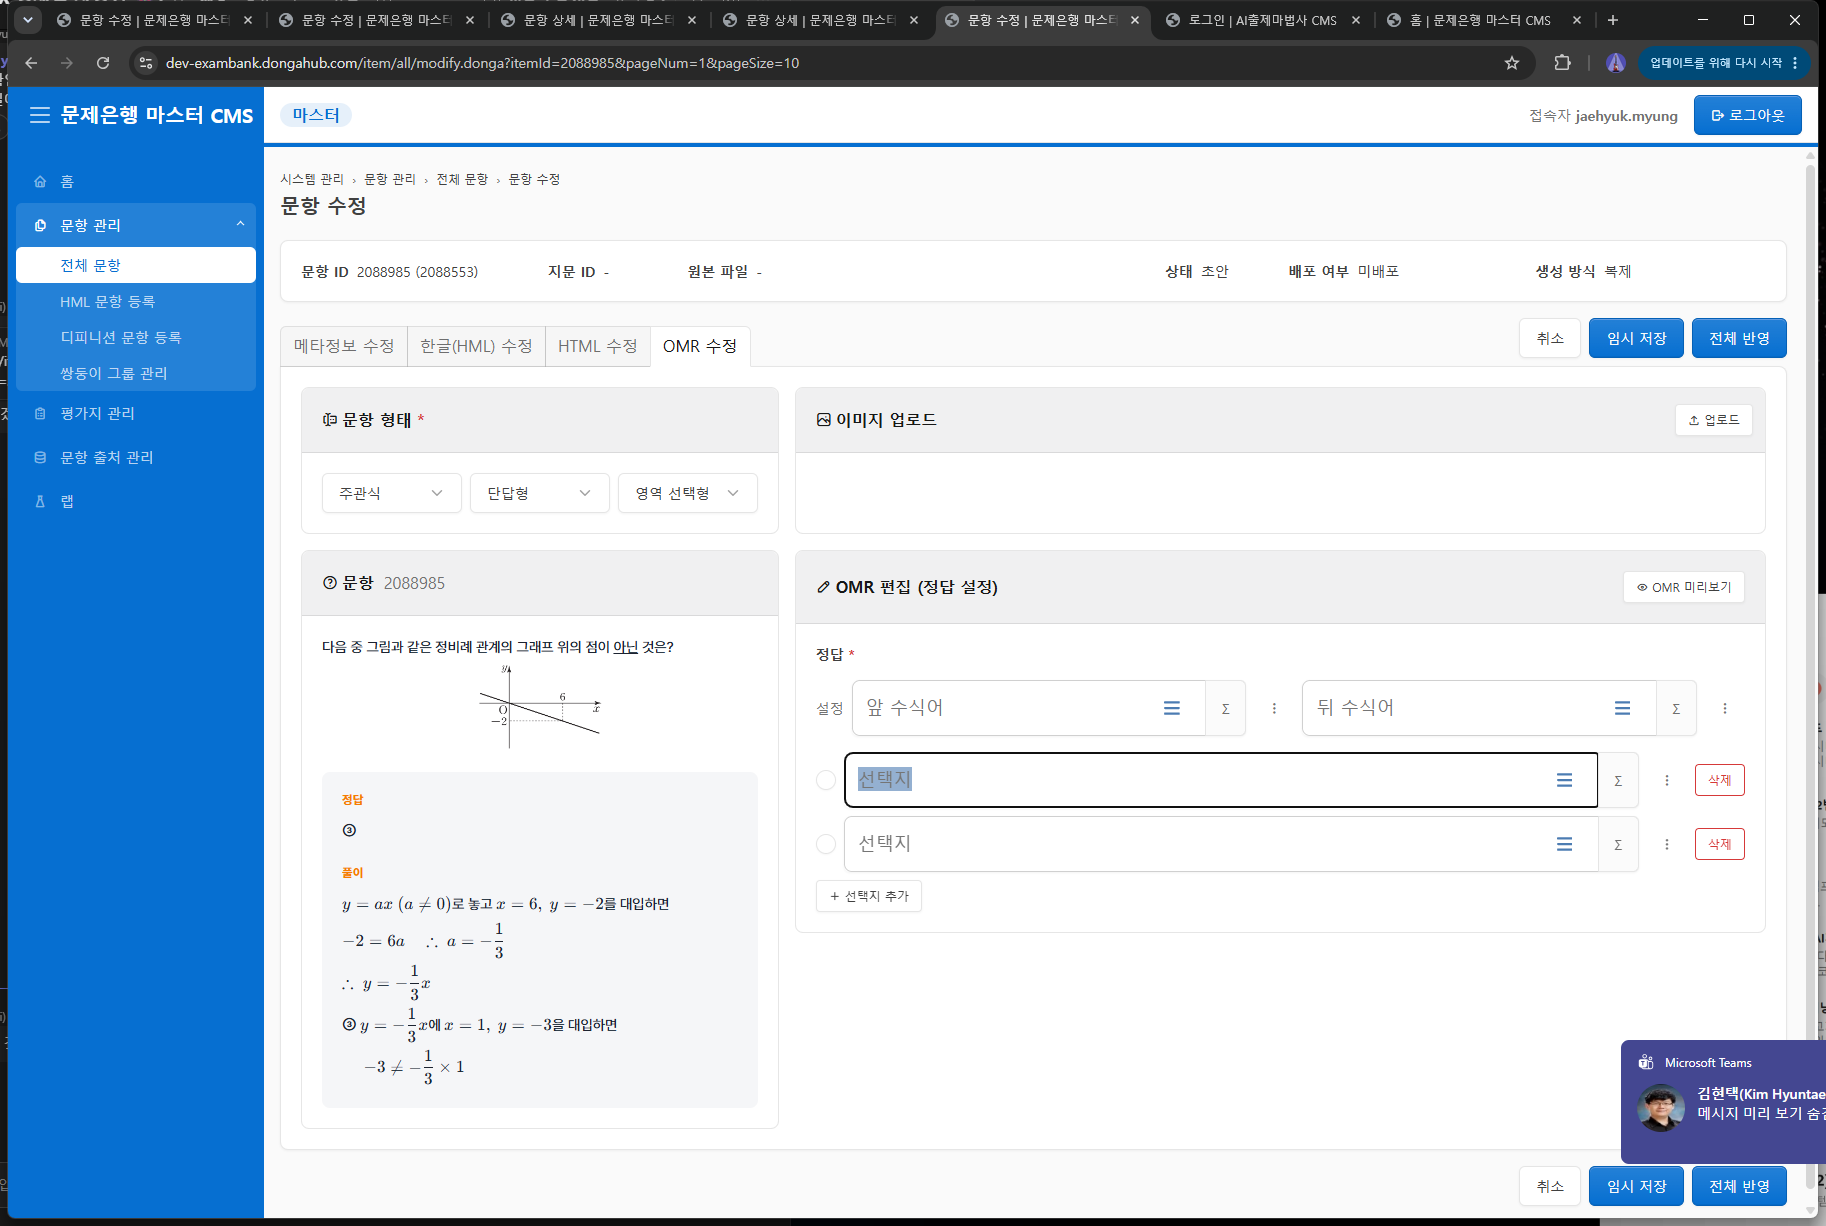 문항 수정 | 문제은행 마스터
문항 수정 | 문제은행 마스터
문항 상세 | 문제은행 마스터
문항 상세 | 문제은행 마스터
문항 수정 | 문제은행 마스터
로그인 | AI출제마법사 CMS
홈 | 문제은행 마스터 CMS
dev-exambank.dongahub.com/item/all/modify.donga?itemId=2088985&pageNum=1&pageSize=10
업데이트를 위해 다시 시작
문제은행 마스터 CMS
마스터
접속자 jaehyuk.myung
로그아웃
홈
문항 관리
전체 문항
HML 문항 등록
디피니션 문항 등록
쌍둥이 그룹 관리
평가지 관리
문항 출처 관리
랩
시스템 관리 › 문항 관리 › 전체 문항 › 문항 수정
문항 수정
문항 ID 2088985 (2088553)
지문 ID -
원본 파일 -
상태 초안
배포 여부 미배포
생성 방식 복제
메타정보 수정
한글(HML) 수정
HTML 수정
OMR 수정
취소
임시 저장
전체 반영
문항 형태 *
주관식
단답형
영역 선택형
이미지 업로드
업로드
문항 2088985
다음 중 그림과 같은 정비례 관계의 그래프 위의 점이 아닌 것은?
y
6
O
x
−2
정답
③
풀이
y = ax (a ≠ 0)로 놓고 x = 6, y = −2를 대입하면
−2 = 6a ∴ a = −1/3
∴ y = −1/3x
③ y = −1/3x에 x = 1, y = −3을 대입하면
−3 ≠ −1/3 × 1
OMR 편집 (정답 설정)
OMR 미리보기
정답 *
설정
앞 수식어
Σ
뒤 수식어
Σ
선택지
Σ
삭제
선택지
Σ
삭제
+ 선택지 추가
Microsoft Teams
김현택(Kim Hyuntae
메시지 미리 보기 숨김
취소
임시 저장
전체 반영